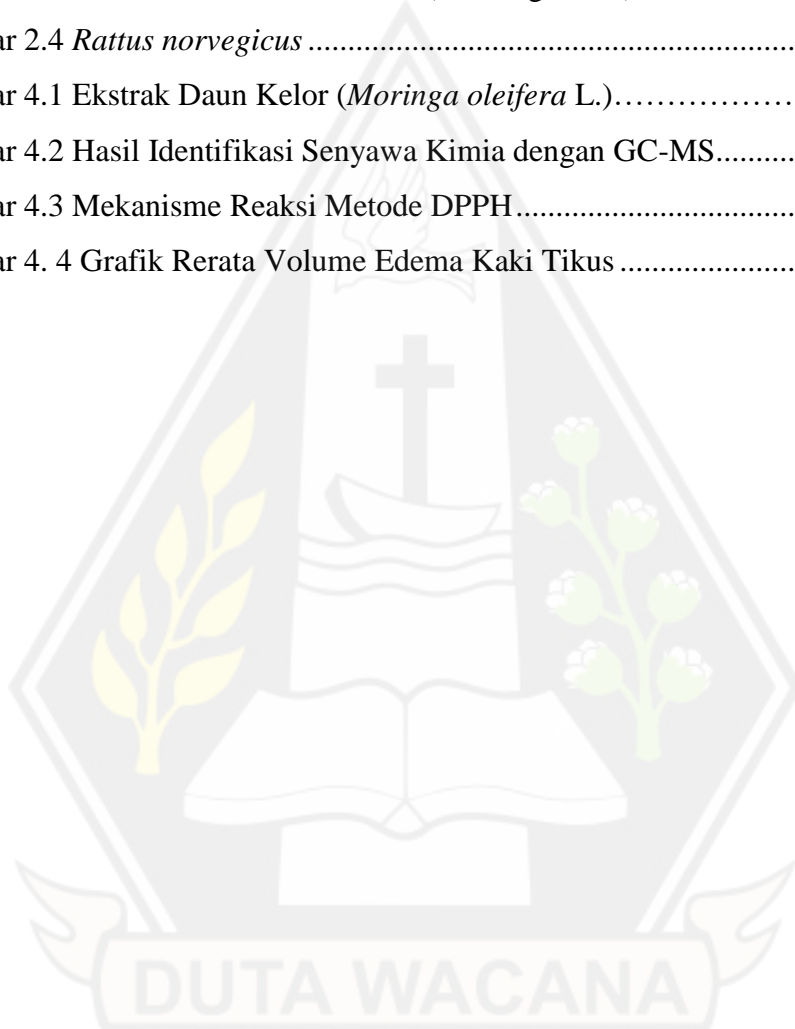 ar 2.4 Rattus norvegicus ................................................................................
ar 4.1 Ekstrak Daun Kelor (Moringa oleifera L.)………………
ar 4.2 Hasil Identifikasi Senyawa Kimia dengan GC-MS..........
ar 4.3 Mekanisme Reaksi Metode DPPH.............................................
ar 4. 4 Grafik Rerata Volume Edema Kaki Tikus ............................
DUTA WACANA